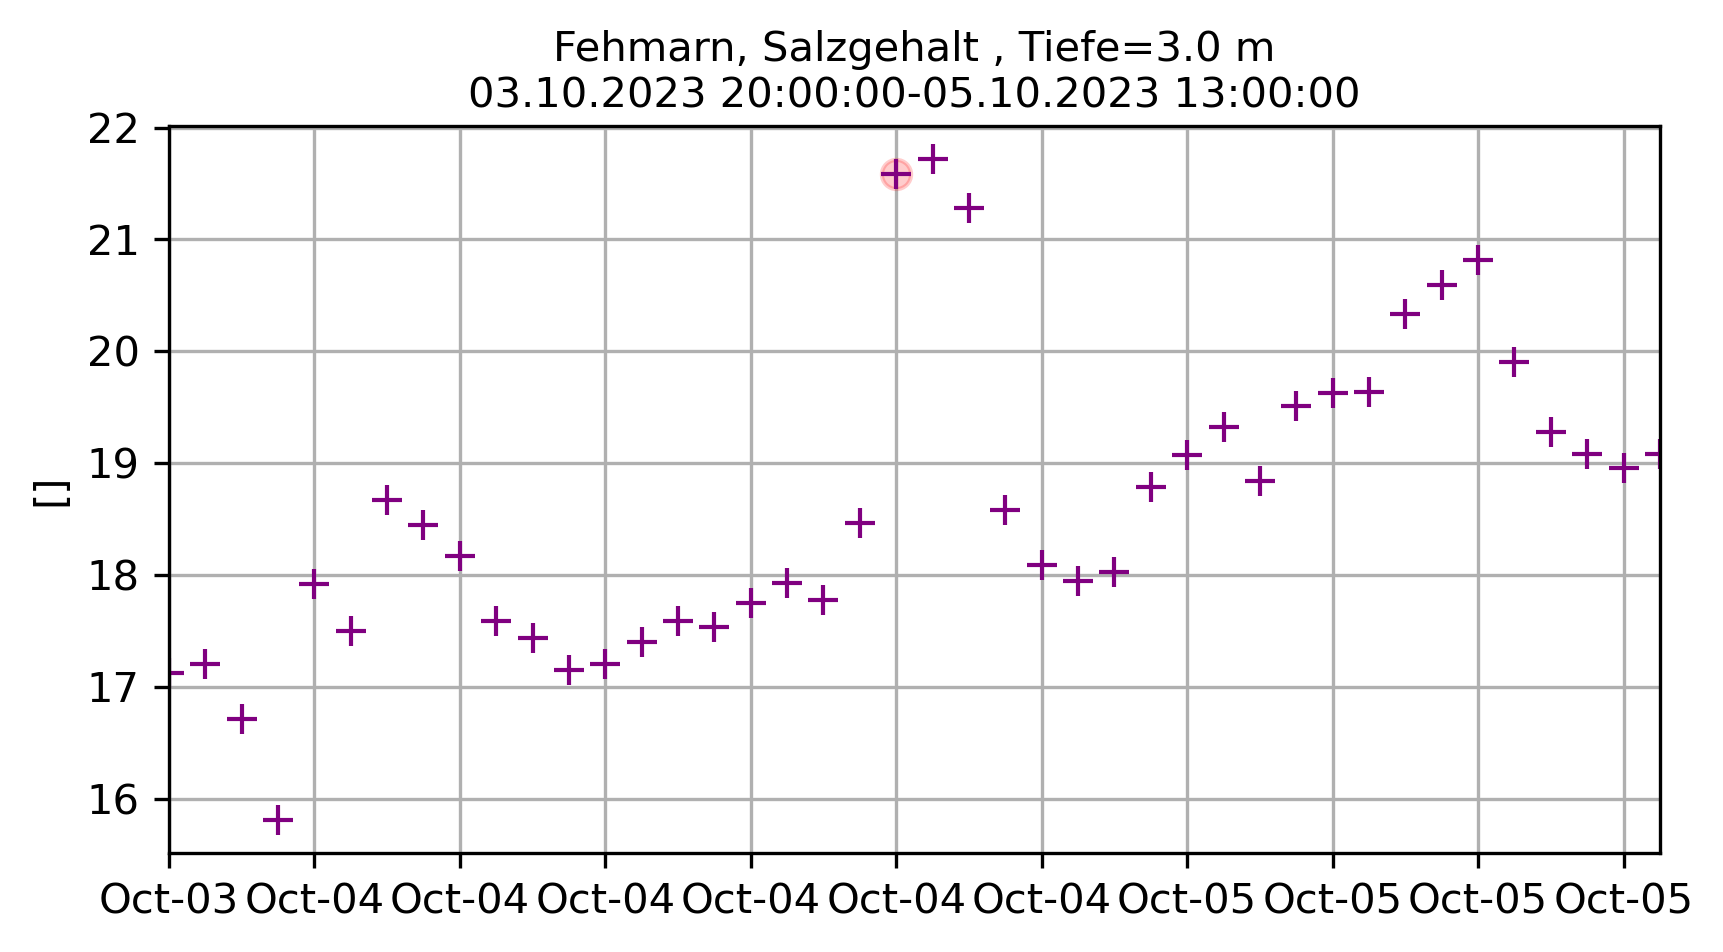 Fehmarn, Salzgehalt , Tiefe=3.0 m
03.10.2023 20:00:00-05.10.2023 13:00:00
22
21
20
19
18
17
16
[]
Oct-03 Oct-04 Oct-04 Oct-04 Oct-04 Oct-04 Oct-04 Oct-05 Oct-05 Oct-05 Oct-05